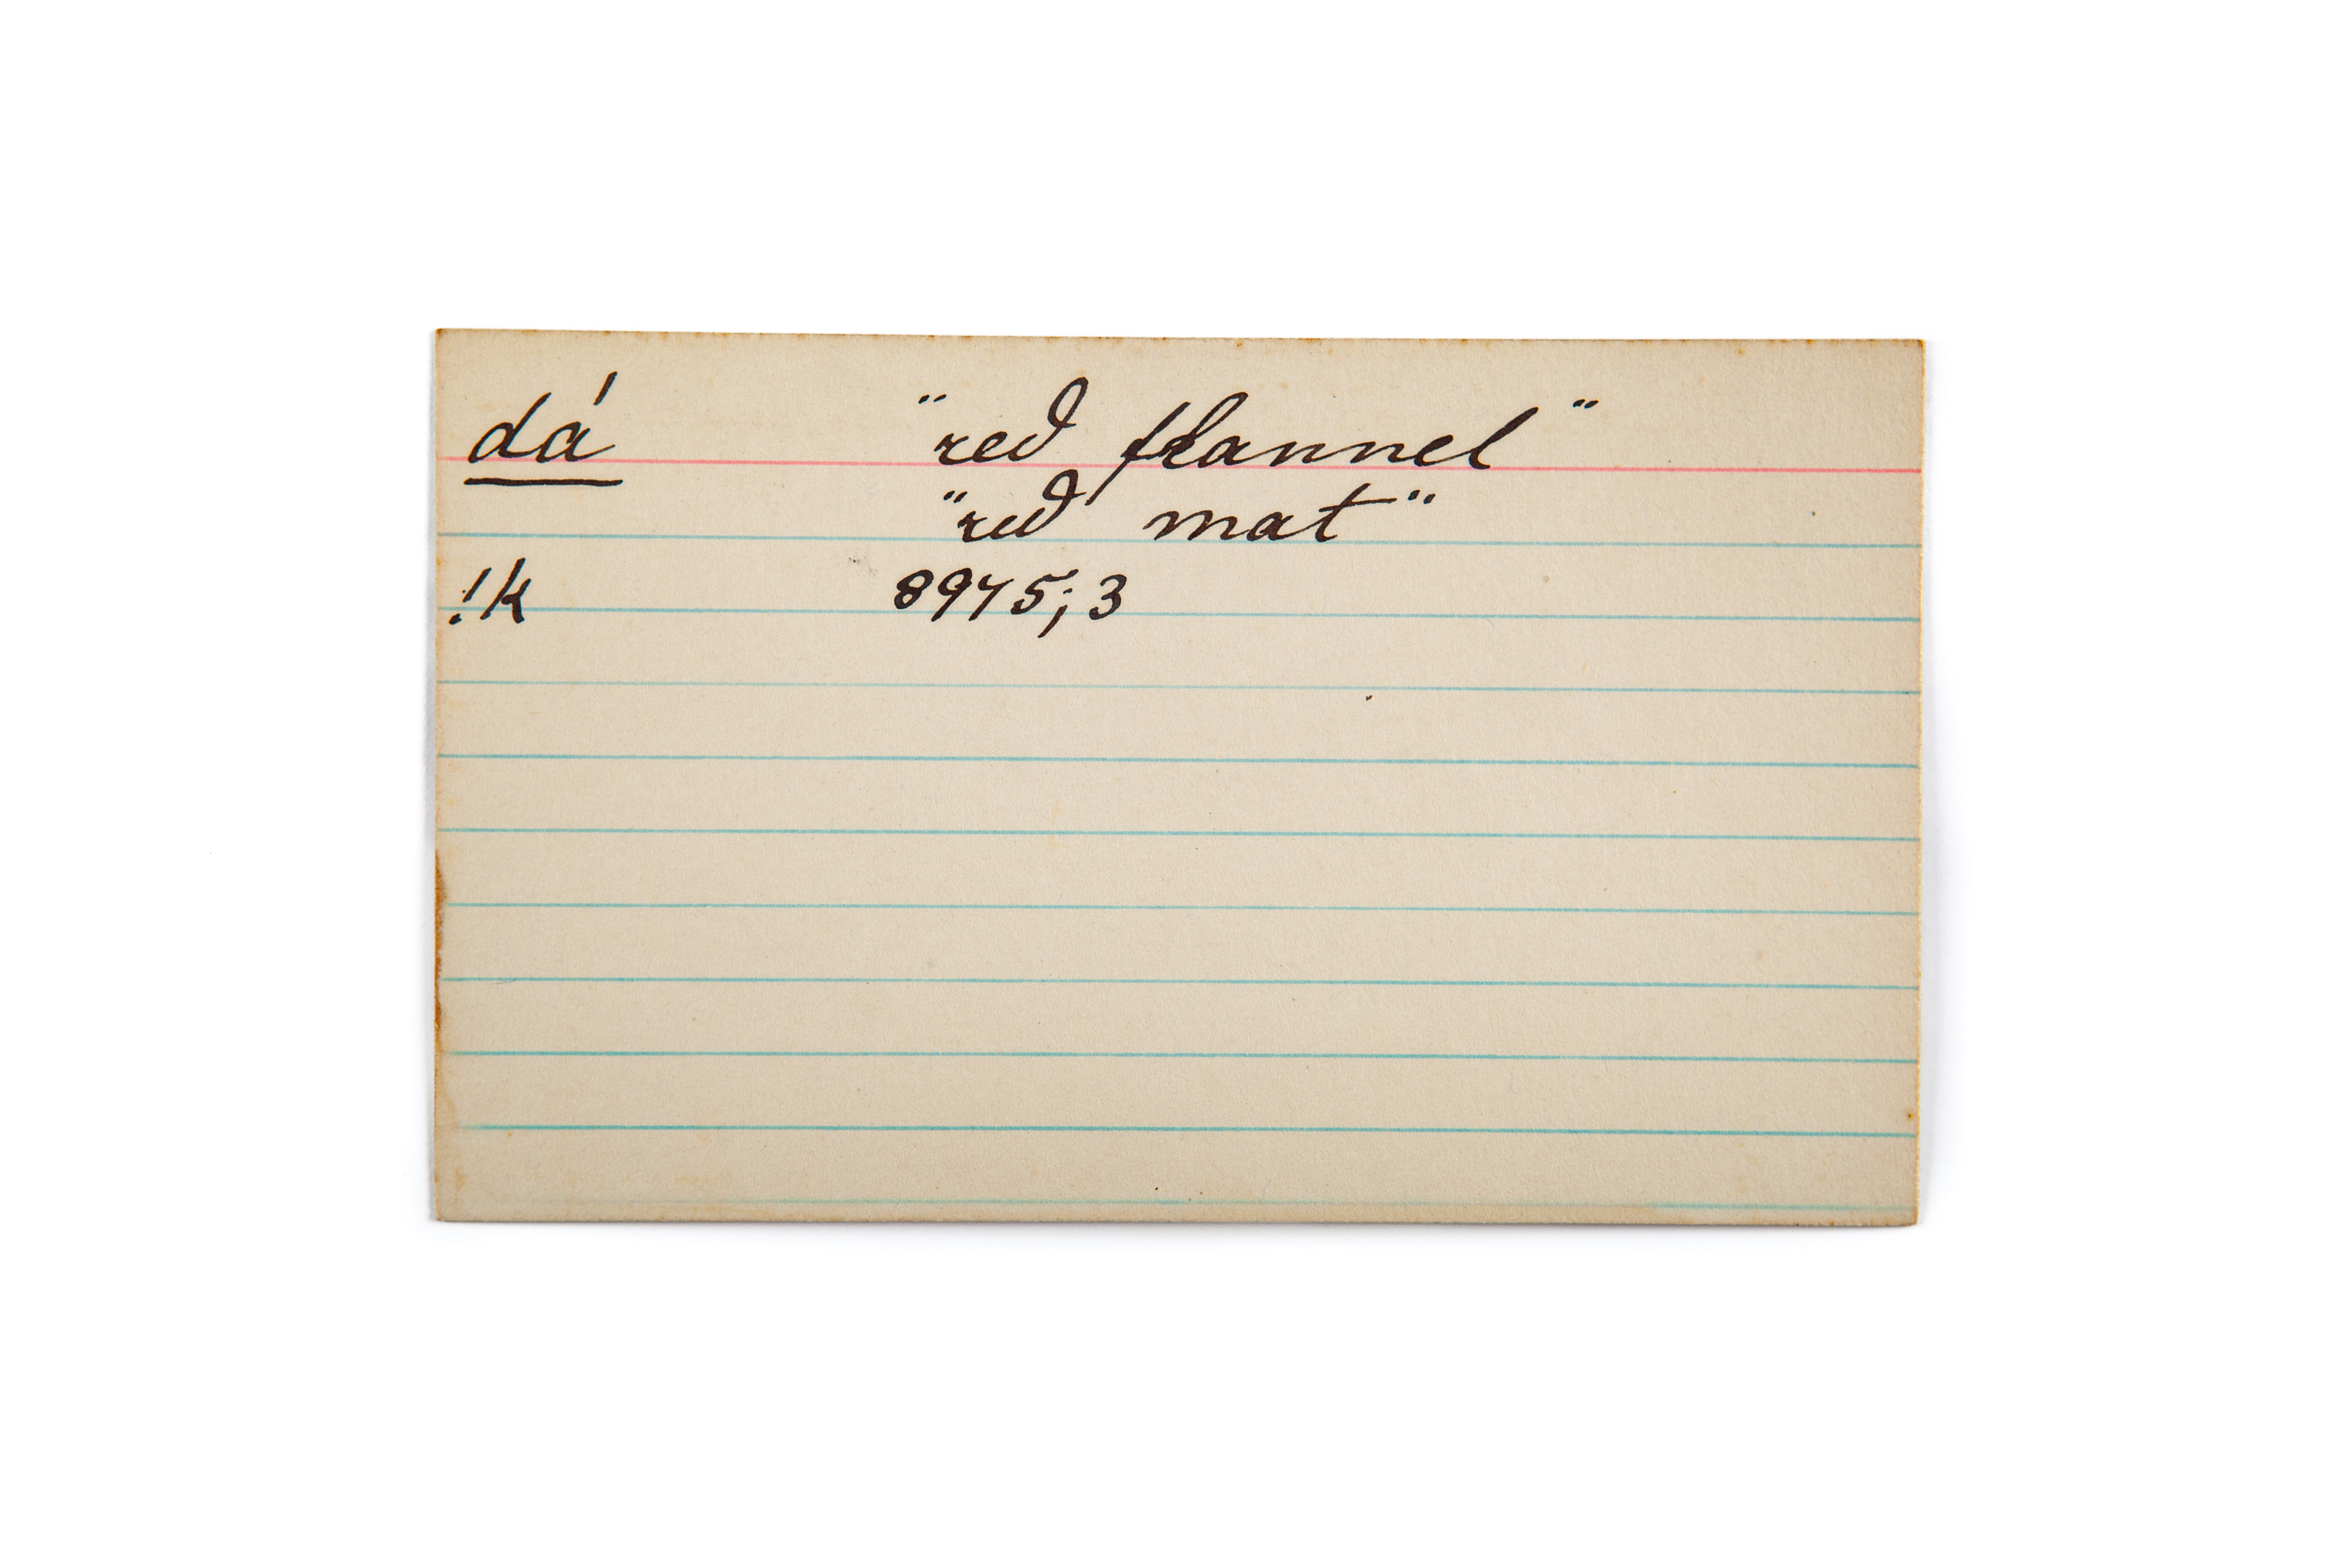 dá "red flannel"
"red mat"
!k 8975; 3